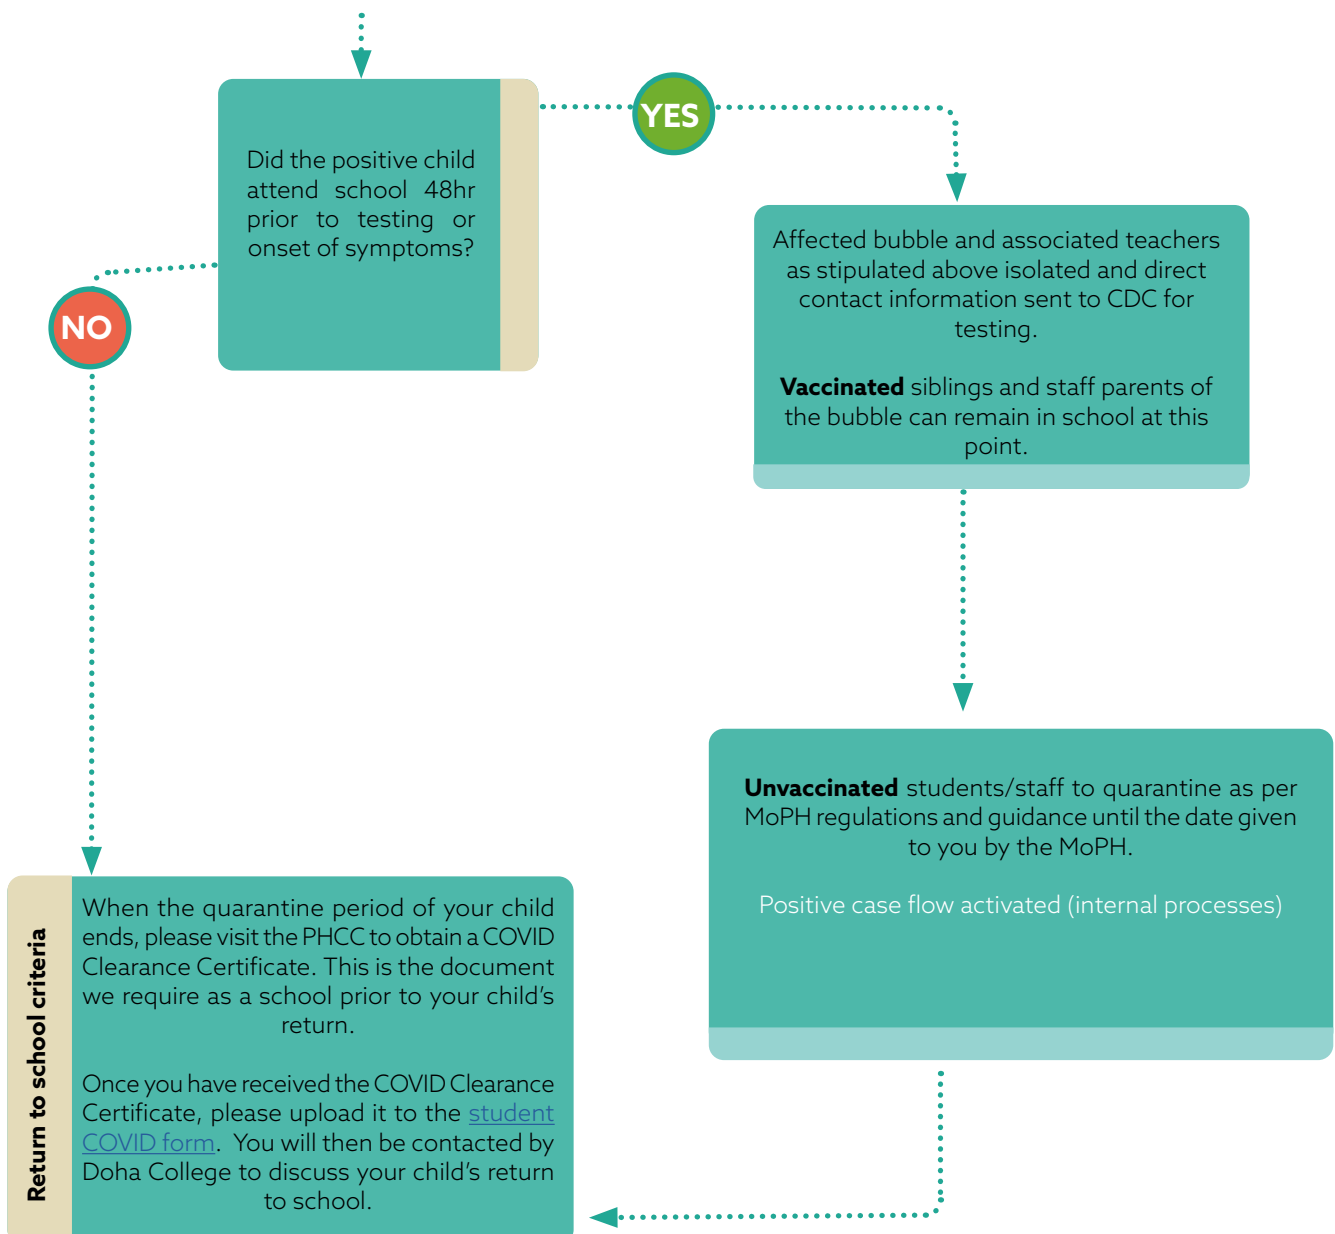 Did the positive child
attend school 48hr
prior to testing or
onset of symptoms?
YES
NO
Affected bubble and associated teachers
as stipulated above isolated and direct
contact information sent to CDC for
testing.
Vaccinated siblings and staff parents of
the bubble can remain in school at this
point.
Unvaccinated students/staff to quarantine as per
MoPH regulations and guidance until the date given
to you by the MoPH.
Positive case flow activated (internal processes)
Return to school criteria
When the quarantine period of your child
ends, please visit the PHCC to obtain a COVID
Clearance Certificate. This is the document
we require as a school prior to your child's
return.
Once you have received the COVID Clearance
Certificate, please upload it to the student
COVID form. You will then be contacted by
Doha College to discuss your child's return
to school.